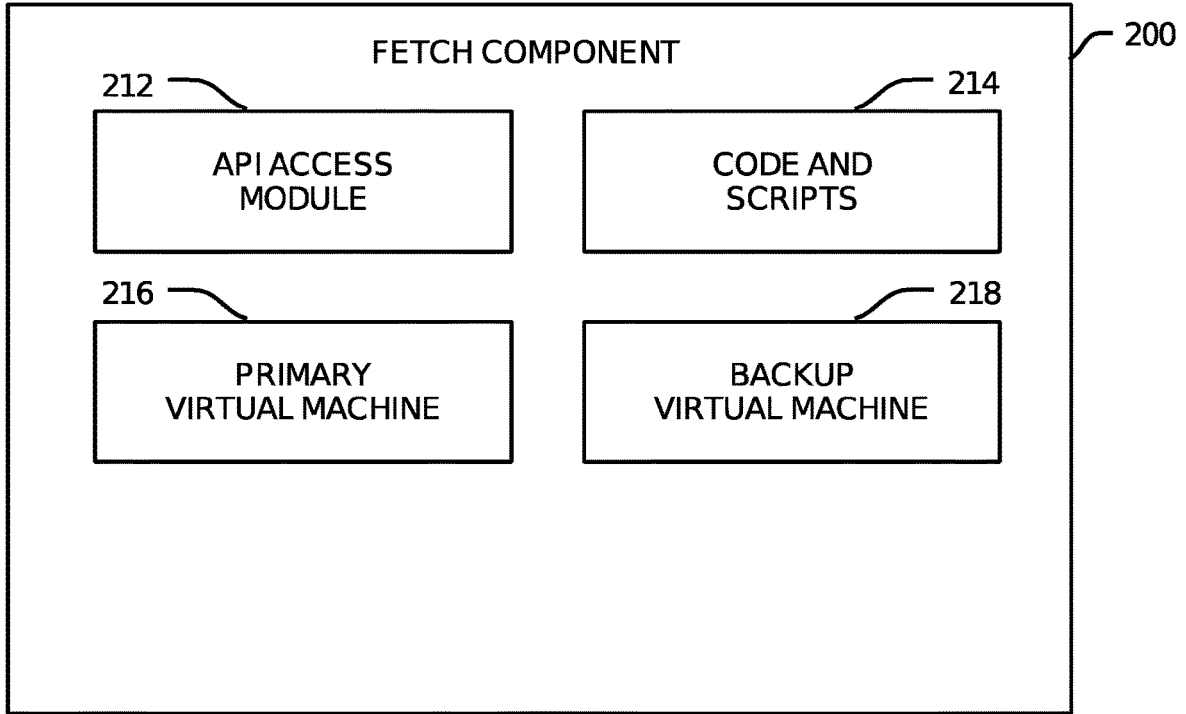 FETCH COMPONENT
200
212
214
API ACCESS
MODULE
CODE AND
SCRIPTS
216
218
PRIMARY
VIRTUAL MACHINE
BACKUP
VIRTUAL MACHINE